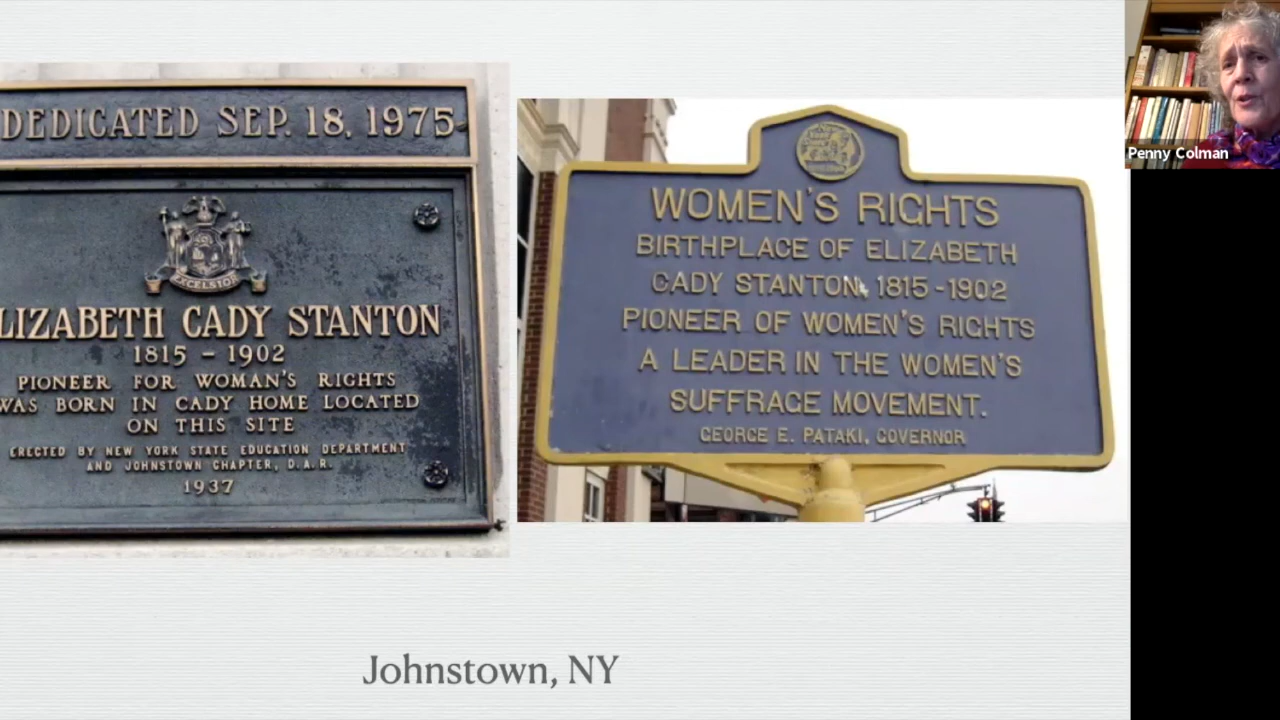 DEDICATED SEP. 18, 1975
EXCELSIOR
LIZABETH CADY STANTON
1815 - 1902
PIONEER FOR WOMAN'S RIGHTS
WAS BORN IN CADY HOME LOCATED
ON THIS SITE
ERECTED BY NEW YORK STATE EDUCATION DEPARTMENT
AND JOHNSTOWN CHAPTER, D.A.R.
1937
WOMEN'S RIGHTS
BIRTHPLACE OF ELIZABETH
CADY STANTON, 1815-1902
PIONEER OF WOMEN'S RIGHTS
A LEADER IN THE WOMEN'S
SUFFRAGE MOVEMENT.
GEORGE E. PATAKI, GOVERNOR
Johnstown, NY
Penny Colman